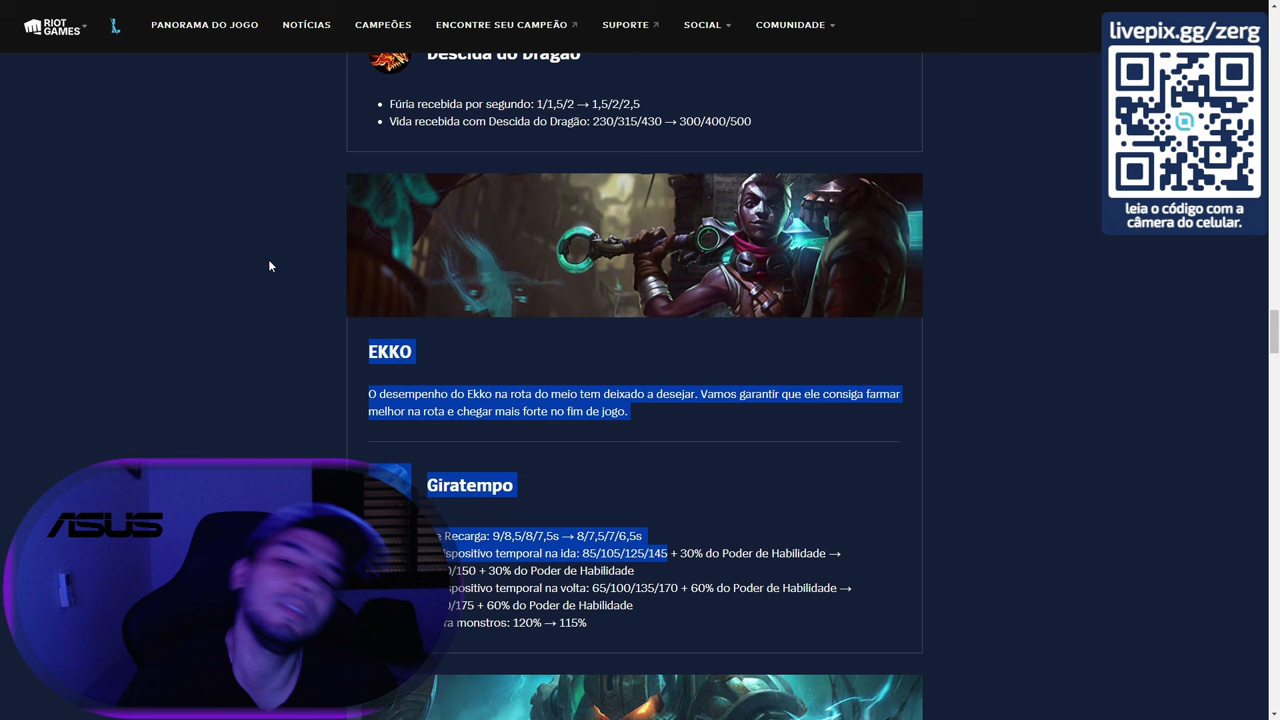 RIOT GAMES
PANORAMA DO JOGO NOTÍCIAS CAMPEÕES ENCONTRE SEU CAMPEÃO SUPORTE SOCIAL COMUNIDADE
livepix.gg/zerg
leia o código com a
câmera do celular.
Descida do Dragão
Fúria recebida por segundo: 1/1,5/2 → 1,5/2/2,5
Vida recebida com Descida do Dragão: 230/315/430 → 300/400/500
EKKO
O desempenho do Ekko na rota do meio tem deixado a desejar. Vamos garantir que ele consiga farmar
melhor na rota e chegar mais forte no fim de jogo.
Giratempo
Recarga: 9/8,5/8/7,5s → 8/7,5/7/6,5s
temporal na ida: 85/105/125/145 + 30% do Poder de Habilidade →
/150 + 30% do Poder de Habilidade
temporal na volta: 65/100/135/170 + 60% do Poder de Habilidade →
/175 + 60% do Poder de Habilidade
monstros: 120% → 115%
ASUS